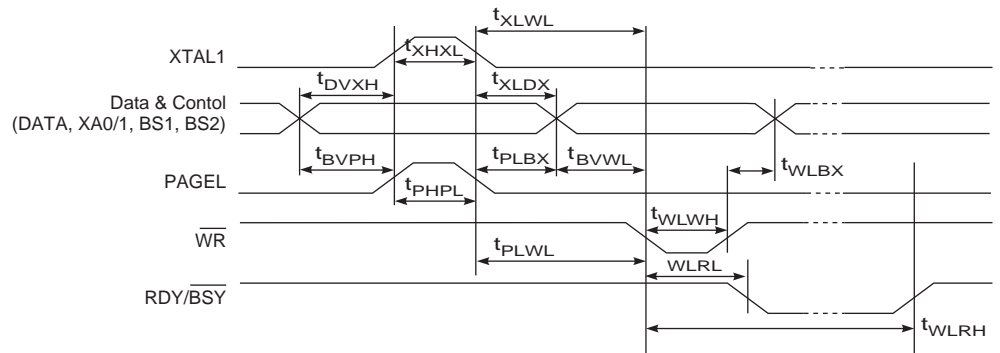 tXLWL
XTAL1
tXHXL
tDVXH
tXLDX
Data & Contol
(DATA, XA0/1, BS1, BS2)
tBVPH
tPLBX
tBVWL
tWLBX
PAGEL
tPHPL
tWLWH
WR
tPLWL
WLRL
RDY/BSY
tWLRH